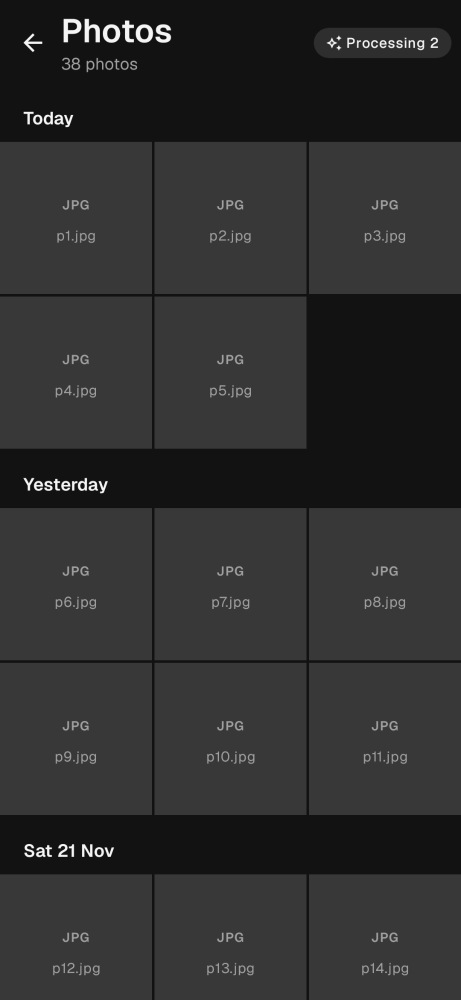 Photos
38 photos
Processing 2
Today
JPG JPG JPG
p1.jpg p2.jpg p3.jpg
JPG JPG
p4.jpg p5.jpg
Yesterday
JPG JPG JPG
p6.jpg p7.jpg p8.jpg
JPG JPG JPG
p9.jpg p10.jpg p11.jpg
Sat 21 Nov
JPG JPG JPG
p12.jpg p13.jpg p14.jpg